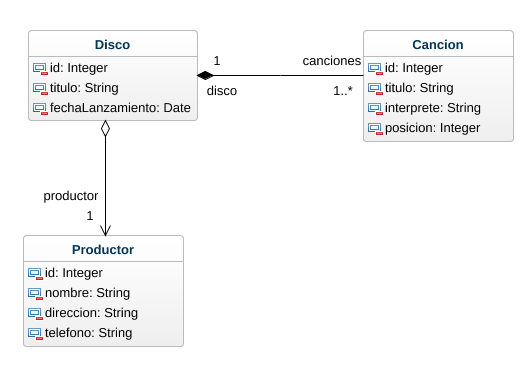 Disco
id: Integer
titulo: String
fechaLanzamiento: Date
1
canciones
disco
1..*
Cancion
id: Integer
titulo: String
interprete: String
posicion: Integer
productor
1
Productor
id: Integer
nombre: String
direccion: String
telefono: String